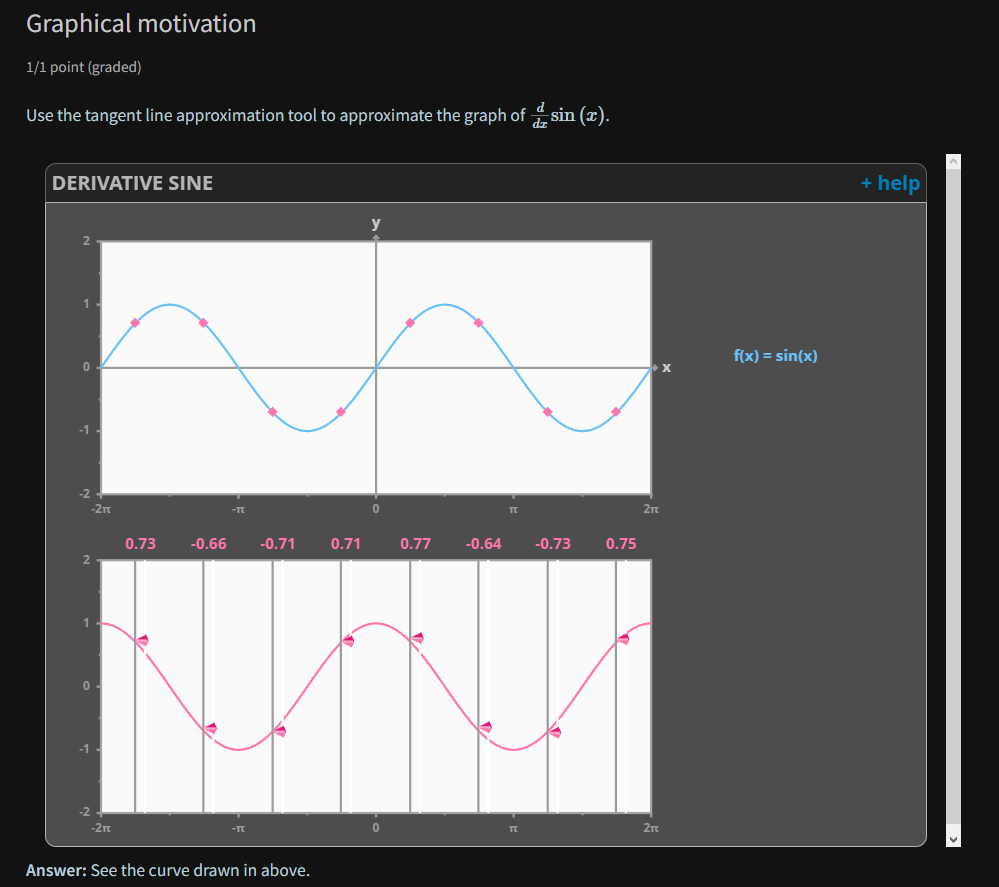 Graphical motivation
1/1 point (graded)
Use the tangent line approximation tool to approximate the graph of d/dx sin (x).
DERIVATIVE SINE
+ help
y
2
1
0
-1
-2
x
-2π -π 0 π 2π
f(x) = sin(x)
0.73 -0.66 -0.71 0.71 0.77 -0.64 -0.73 0.75
2
1
0
-1
-2
-2π -π 0 π 2π
Answer: See the curve drawn in above.